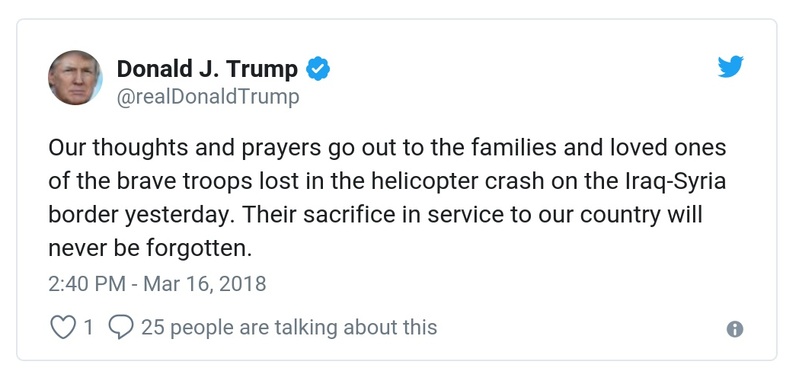 Donald J. Trump
@realDonaldTrump
Our thoughts and prayers go out to the families and loved ones
of the brave troops lost in the helicopter crash on the Iraq-Syria
border yesterday. Their sacrifice in service to our country will
never be forgotten.
2:40 PM - Mar 16, 2018
1 25 people are talking about this